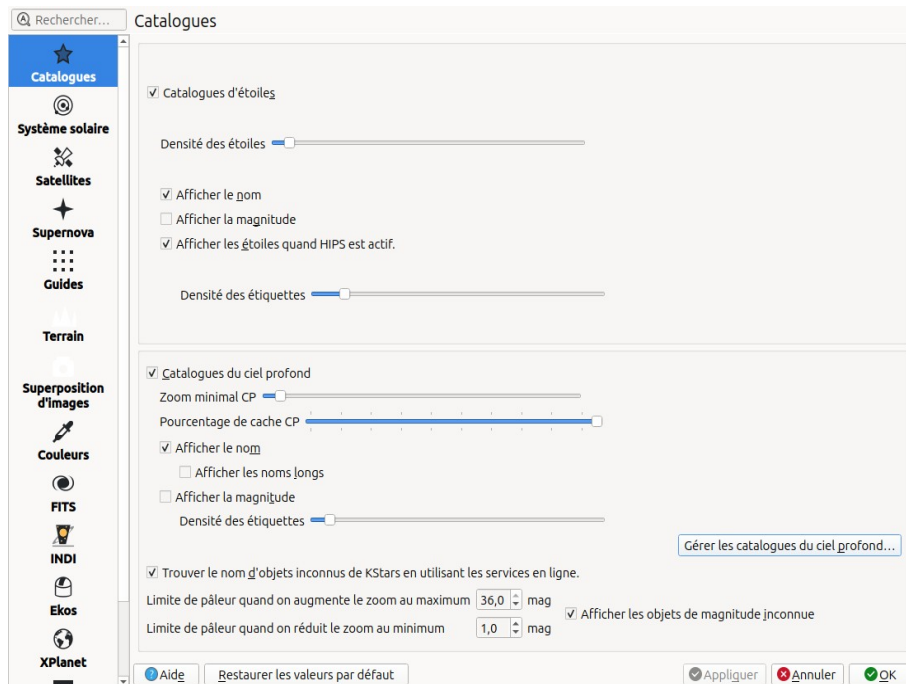 Rechercher...
Catalogues
Catalogues
Système solaire
Satellites
Supernova
Guides
Terrain
Superposition
d'images
Couleurs
FITS
INDI
Ekos
XPlanet
Catalogues d'étoiles
Densité des étoiles
Afficher le nom
Afficher la magnitude
Afficher les étoiles quand HIPS est actif.
Densité des étiquettes
Catalogues du ciel profond
Zoom minimal CP
Pourcentage de cache CP
Afficher le nom
Afficher les noms longs
Afficher la magnitude
Densité des étiquettes
Gérer les catalogues du ciel profond...
Trouver le nom d'objets inconnus de KStars en utilisant les services en ligne.
Limite de pâleur quand on augmente le zoom au maximum 36,0 mag
Afficher les objets de magnitude inconnue
Limite de pâleur quand on réduit le zoom au minimum 1,0 mag
Aide
Restaurer les valeurs par défaut
Appliquer
Annuler
OK